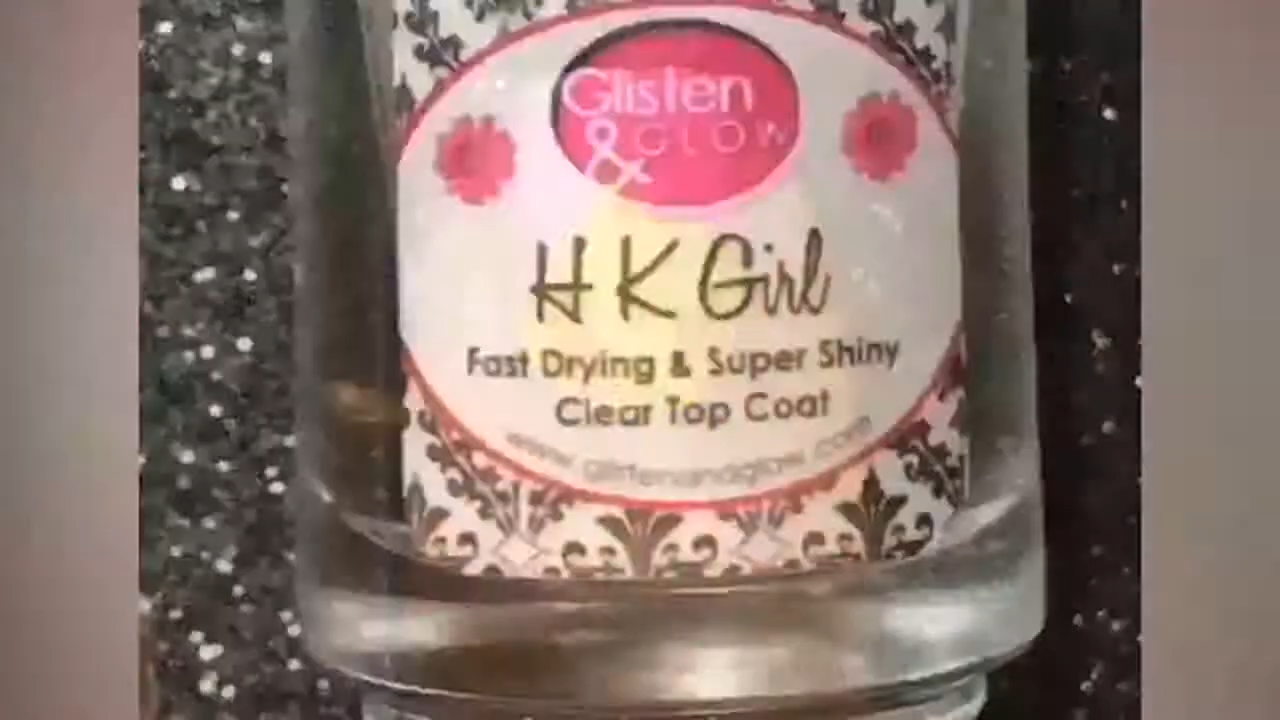 Glisten
& GLOW
H K Girl
Fast Drying & Super Shiny
Clear Top Coat
www.glistenandglow.com